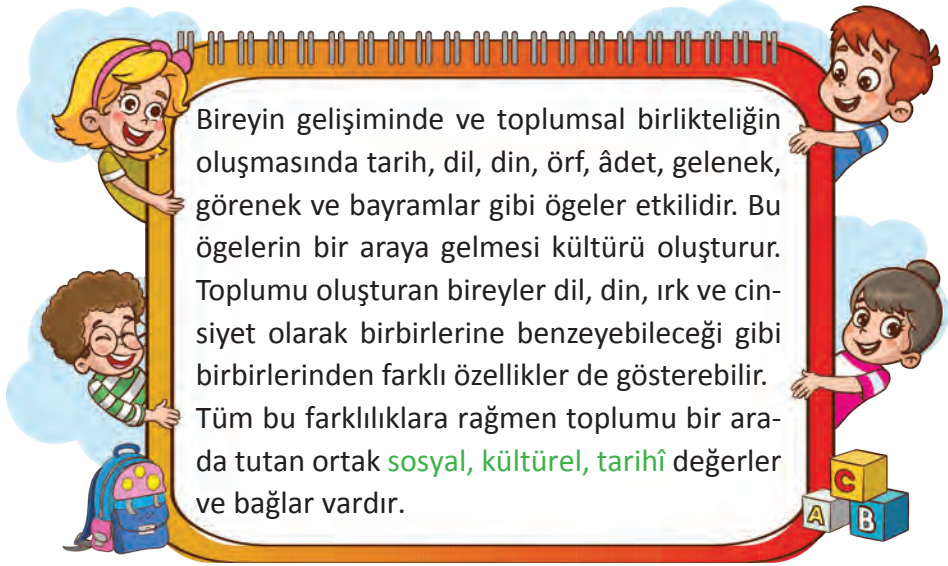 Bireyin gelişiminde ve toplumsal birlikteliğin
oluşmasında tarih, dil, din, örf, âdet, gelenek,
görenek ve bayramlar gibi ögeler etkilidir. Bu
ögelerin bir araya gelmesi kültürü oluşturur.
Toplumu oluşturan bireyler dil, din, ırk ve cin-
siyet olarak birbirlerine benzeyebileceği gibi
birbirlerinden farklı özellikler de gösterebilir.
Tüm bu farklılıklara rağmen toplumu bir ara-
da tutan ortak sosyal, kültürel, tarihî değerler
ve bağlar vardır.
C
A B